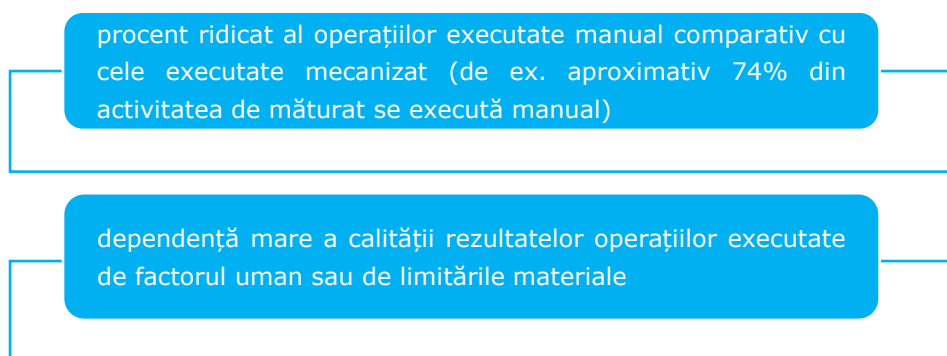 procent ridicat al operațiilor executate manual comparativ cu
cele executate mecanizat (de ex. aproximativ 74% din
activitatea de măturat se execută manual)
dependență mare a calității rezultatelor operațiilor executate
de factorul uman sau de limitările materiale